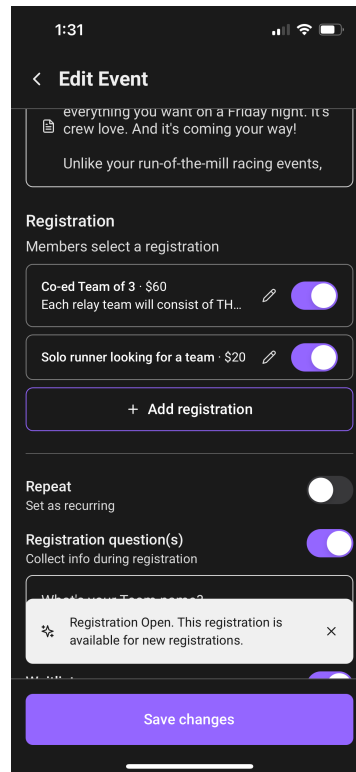 1:31
Edit Event
everything you want on a Friday night. It's
crew love. And it's coming your way!
Unlike your run-of-the-mill racing events,
Registration
Members select a registration
Co-ed Team of 3 · $60
Each relay team will consist of TH...
Solo runner looking for a team · $20
+ Add registration
Repeat
Set as recurring
Registration question(s)
Collect info during registration
What's your Team name?
Registration Open. This registration is
available for new registrations.
Waitlist
Save changes